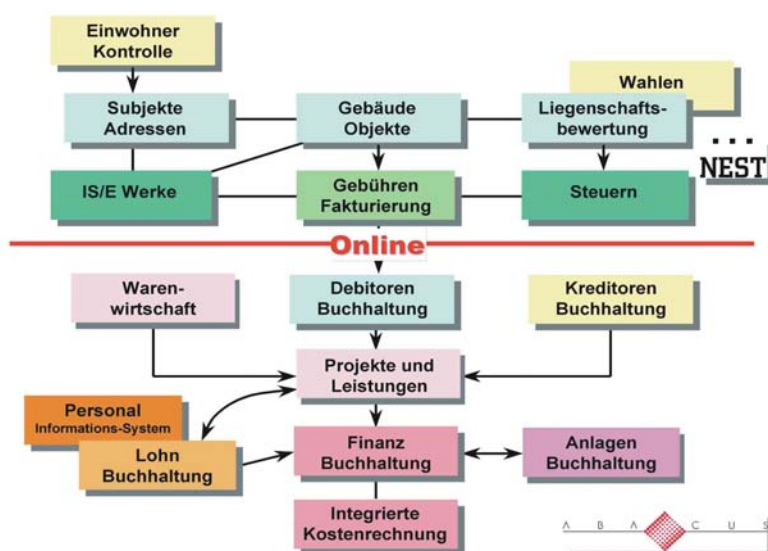 Einwohner
Kontrolle
Wahlen
Subjekte
Adressen
Gebäude
Objekte
Liegenschafts-
bewertung
NEST
IS/E Werke
Gebühren
Fakturierung
Steuern
Online
Waren-
wirtschaft
Debitoren
Buchhaltung
Kreditoren
Buchhaltung
Projekte und
Leistungen
Personal
Informations-System
Lohn
Buchhaltung
Finanz
Buchhaltung
Anlagen
Buchhaltung
Integrierte
Kostenrechnung
ABACUS